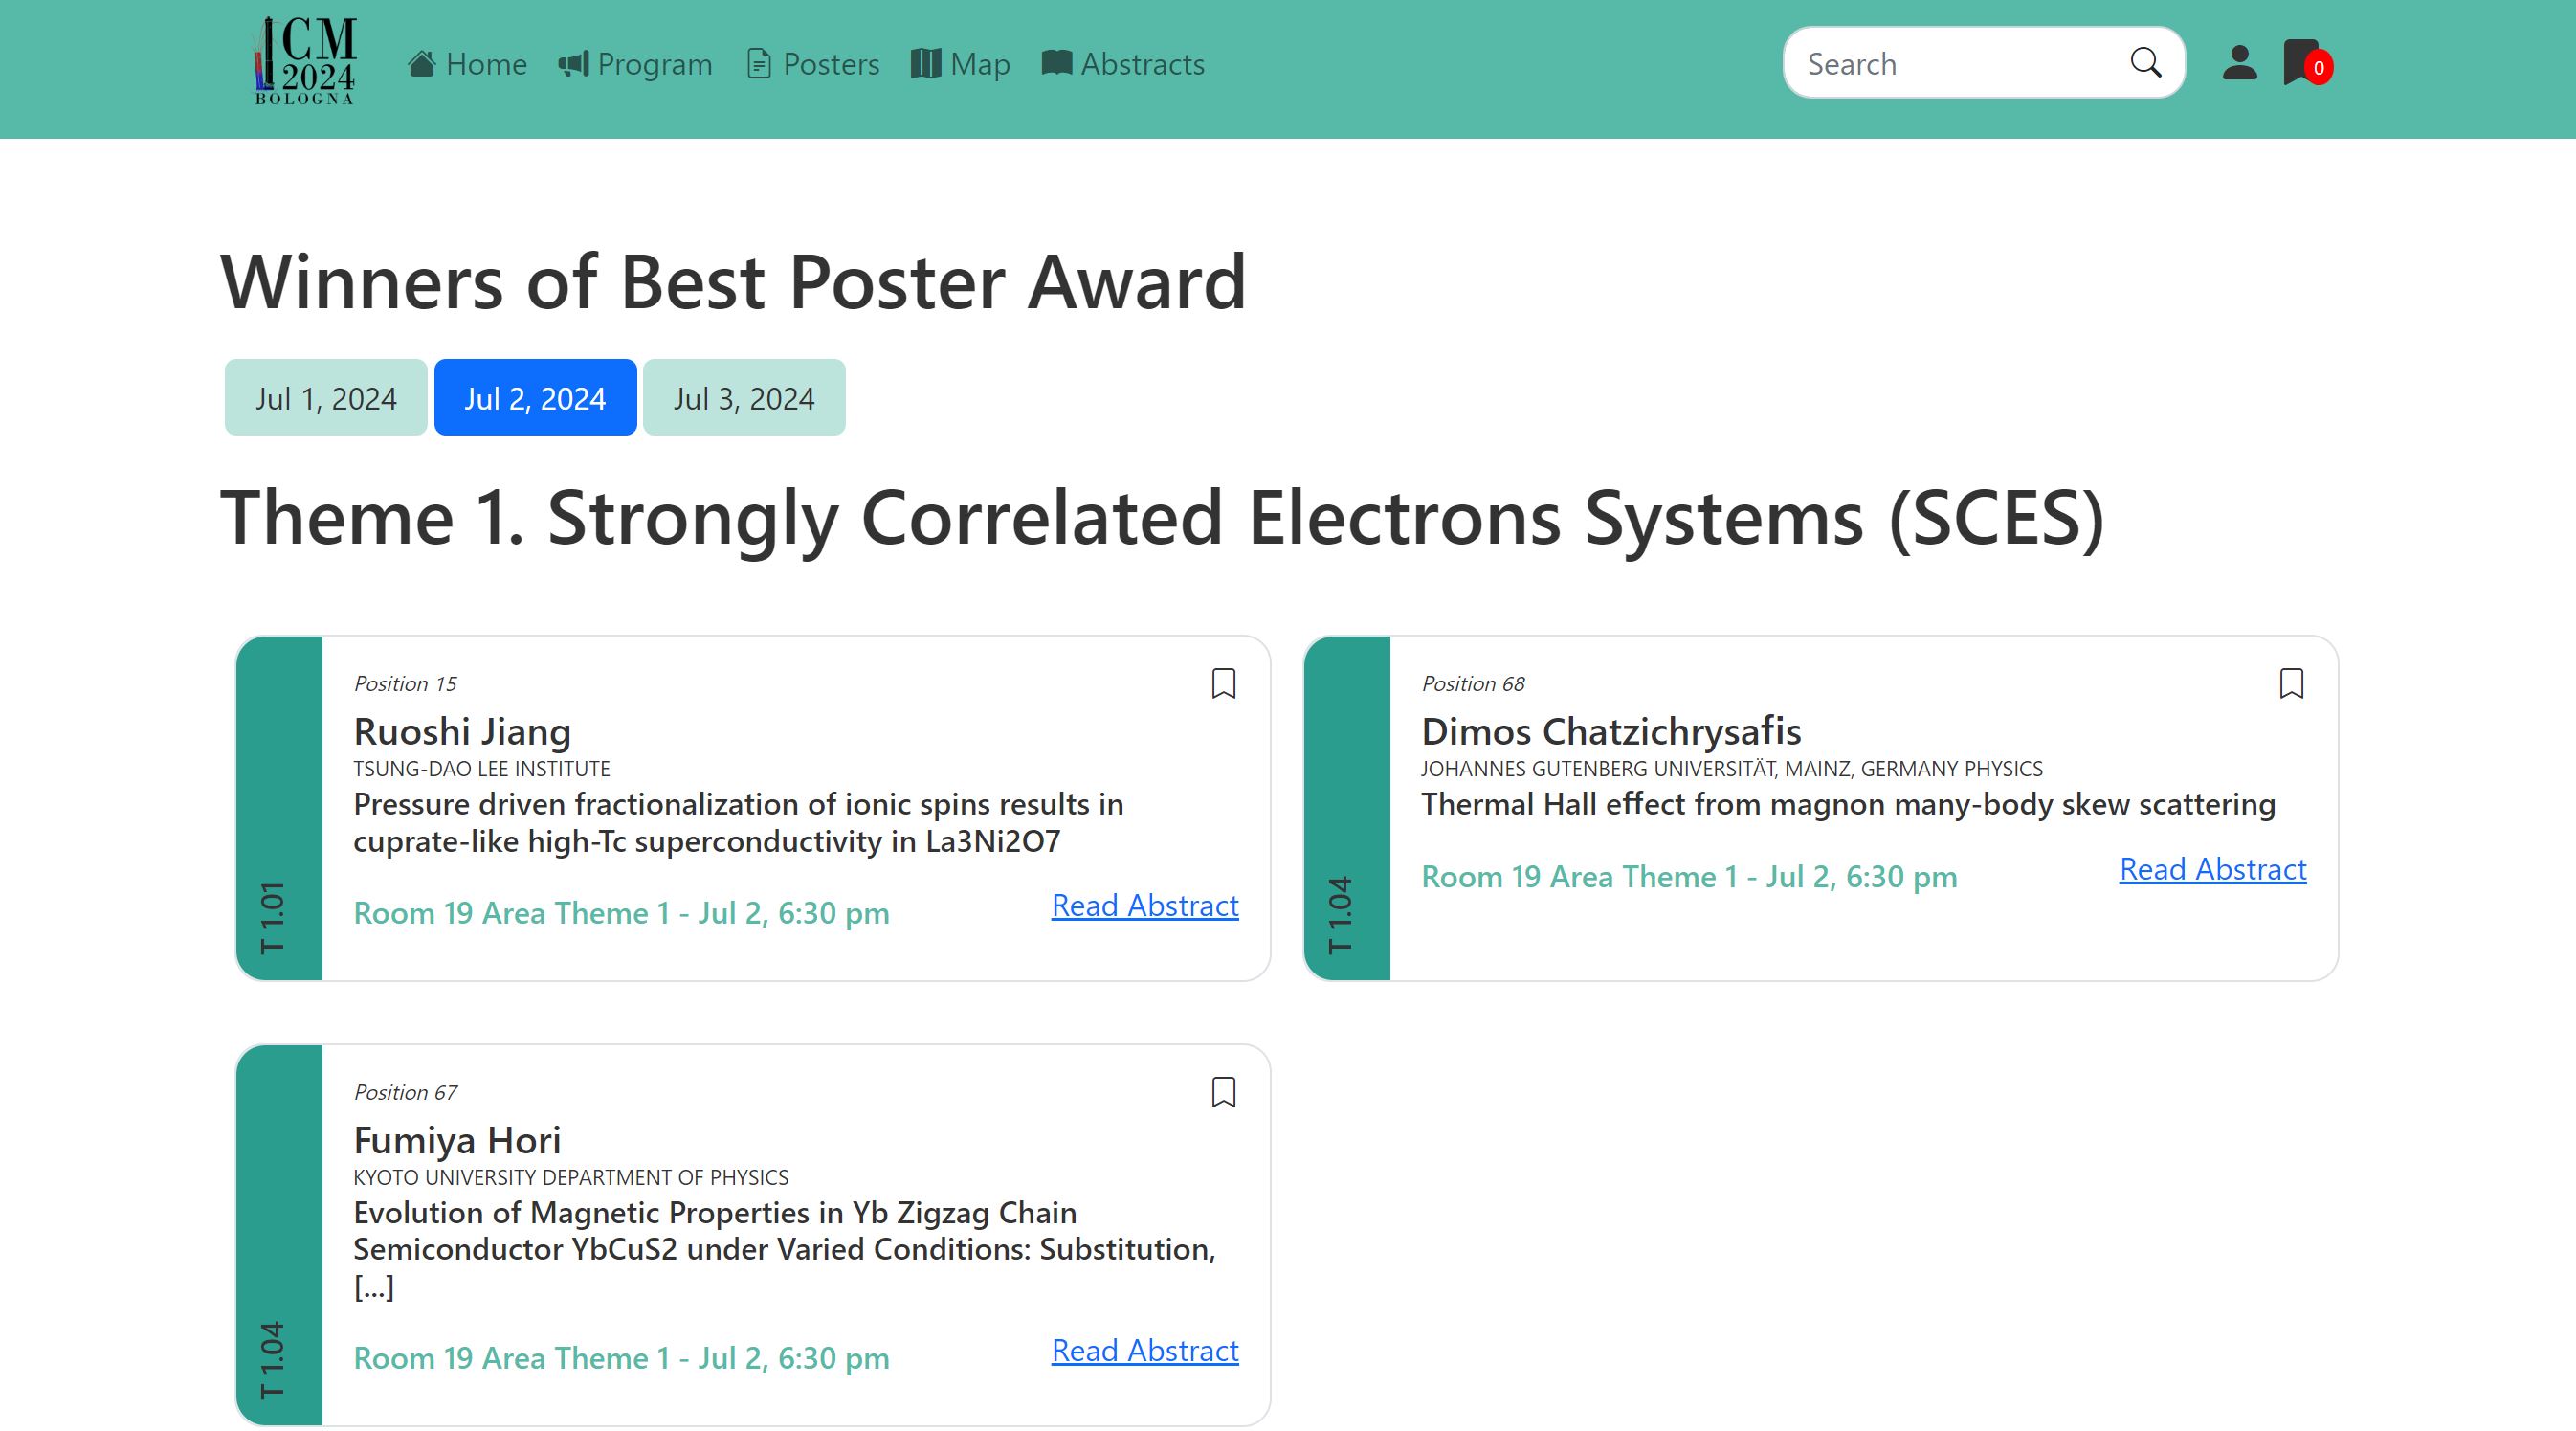 ICM
2024
BOLOGNA
Home
Program
Posters
Map
Abstracts
Search
0
Winners of Best Poster Award
Jul 1, 2024
Jul 2, 2024
Jul 3, 2024
Theme 1. Strongly Correlated Electrons Systems (SCES)
T 1.01
Position 15
Ruoshi Jiang
TSUNG-DAO LEE INSTITUTE
Pressure driven fractionalization of ionic spins results in
cuprate-like high-Tc superconductivity in La3Ni2O7
Room 19 Area Theme 1 - Jul 2, 6:30 pm
Read Abstract
T 1.04
Position 68
Dimos Chatzichrysafis
JOHANNES GUTENBERG UNIVERSITÄT, MAINZ, GERMANY PHYSICS
Thermal Hall effect from magnon many-body skew scattering
Room 19 Area Theme 1 - Jul 2, 6:30 pm
Read Abstract
T 1.04
Position 67
Fumiya Hori
KYOTO UNIVERSITY DEPARTMENT OF PHYSICS
Evolution of Magnetic Properties in Yb Zigzag Chain
Semiconductor YbCuS2 under Varied Conditions: Substitution,
[...]
Room 19 Area Theme 1 - Jul 2, 6:30 pm
Read Abstract